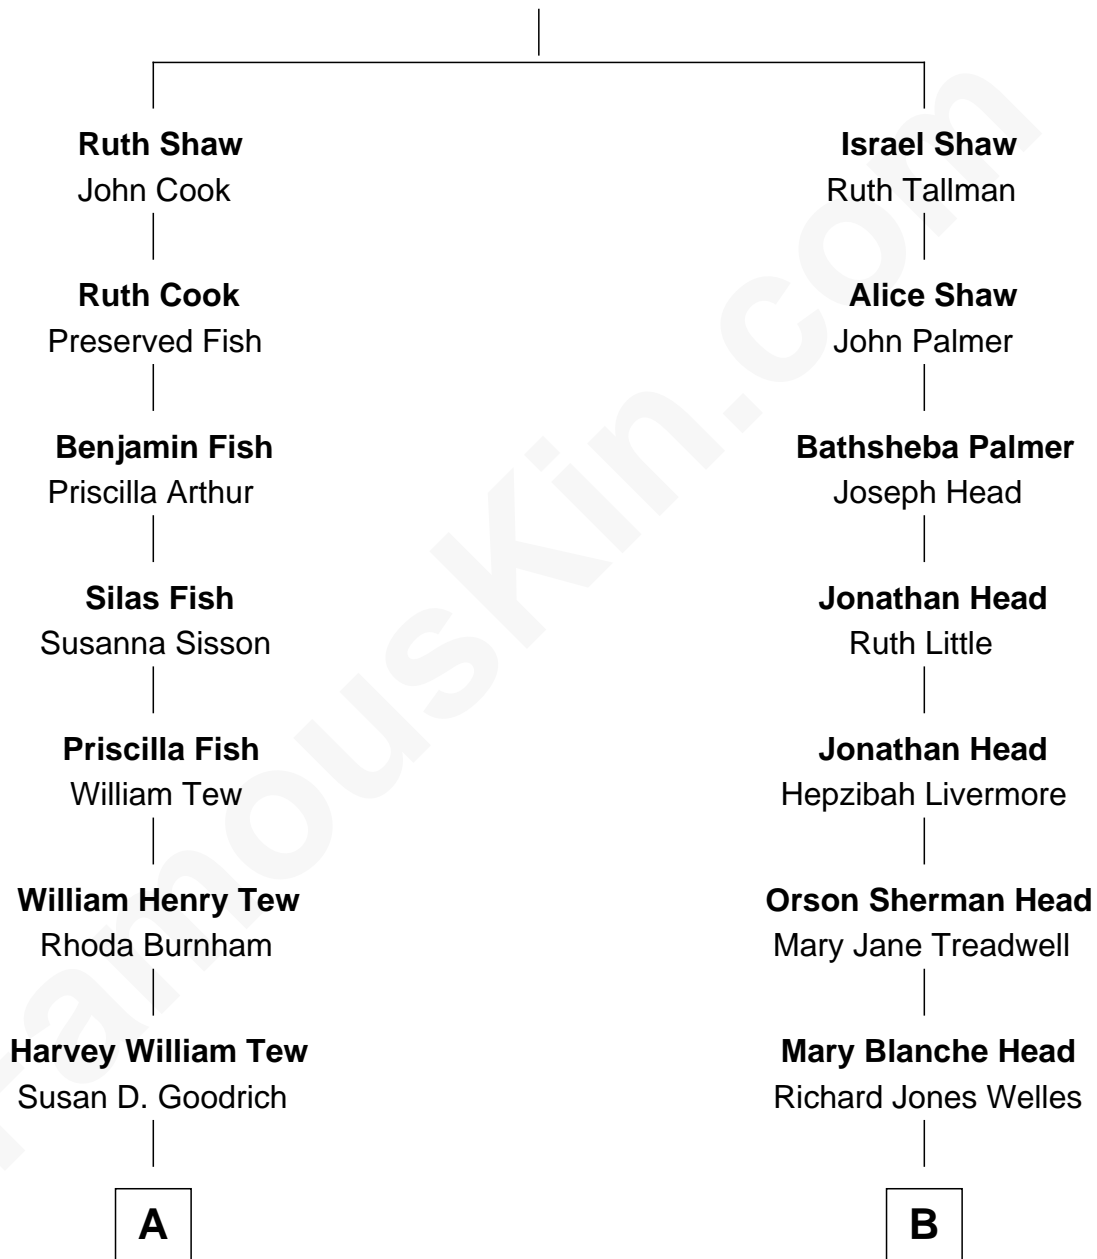 Ruth Shaw
John Cook
Ruth Cook
Preserved Fish
Benjamin Fish
Priscilla Arthur
Silas Fish
Susanna Sisson
Priscilla Fish
William Tew
William Henry Tew
Rhoda Burnham
Harvey William Tew
Susan D. Goodrich
A
Israel Shaw
Ruth Tallman
Alice Shaw
John Palmer
Bathsheba Palmer
Joseph Head
Jonathan Head
Ruth Little
Jonathan Head
Hepzibah Livermore
Orson Sherman Head
Mary Jane Treadwell
Mary Blanche Head
Richard Jones Welles
B
FamousKin.com